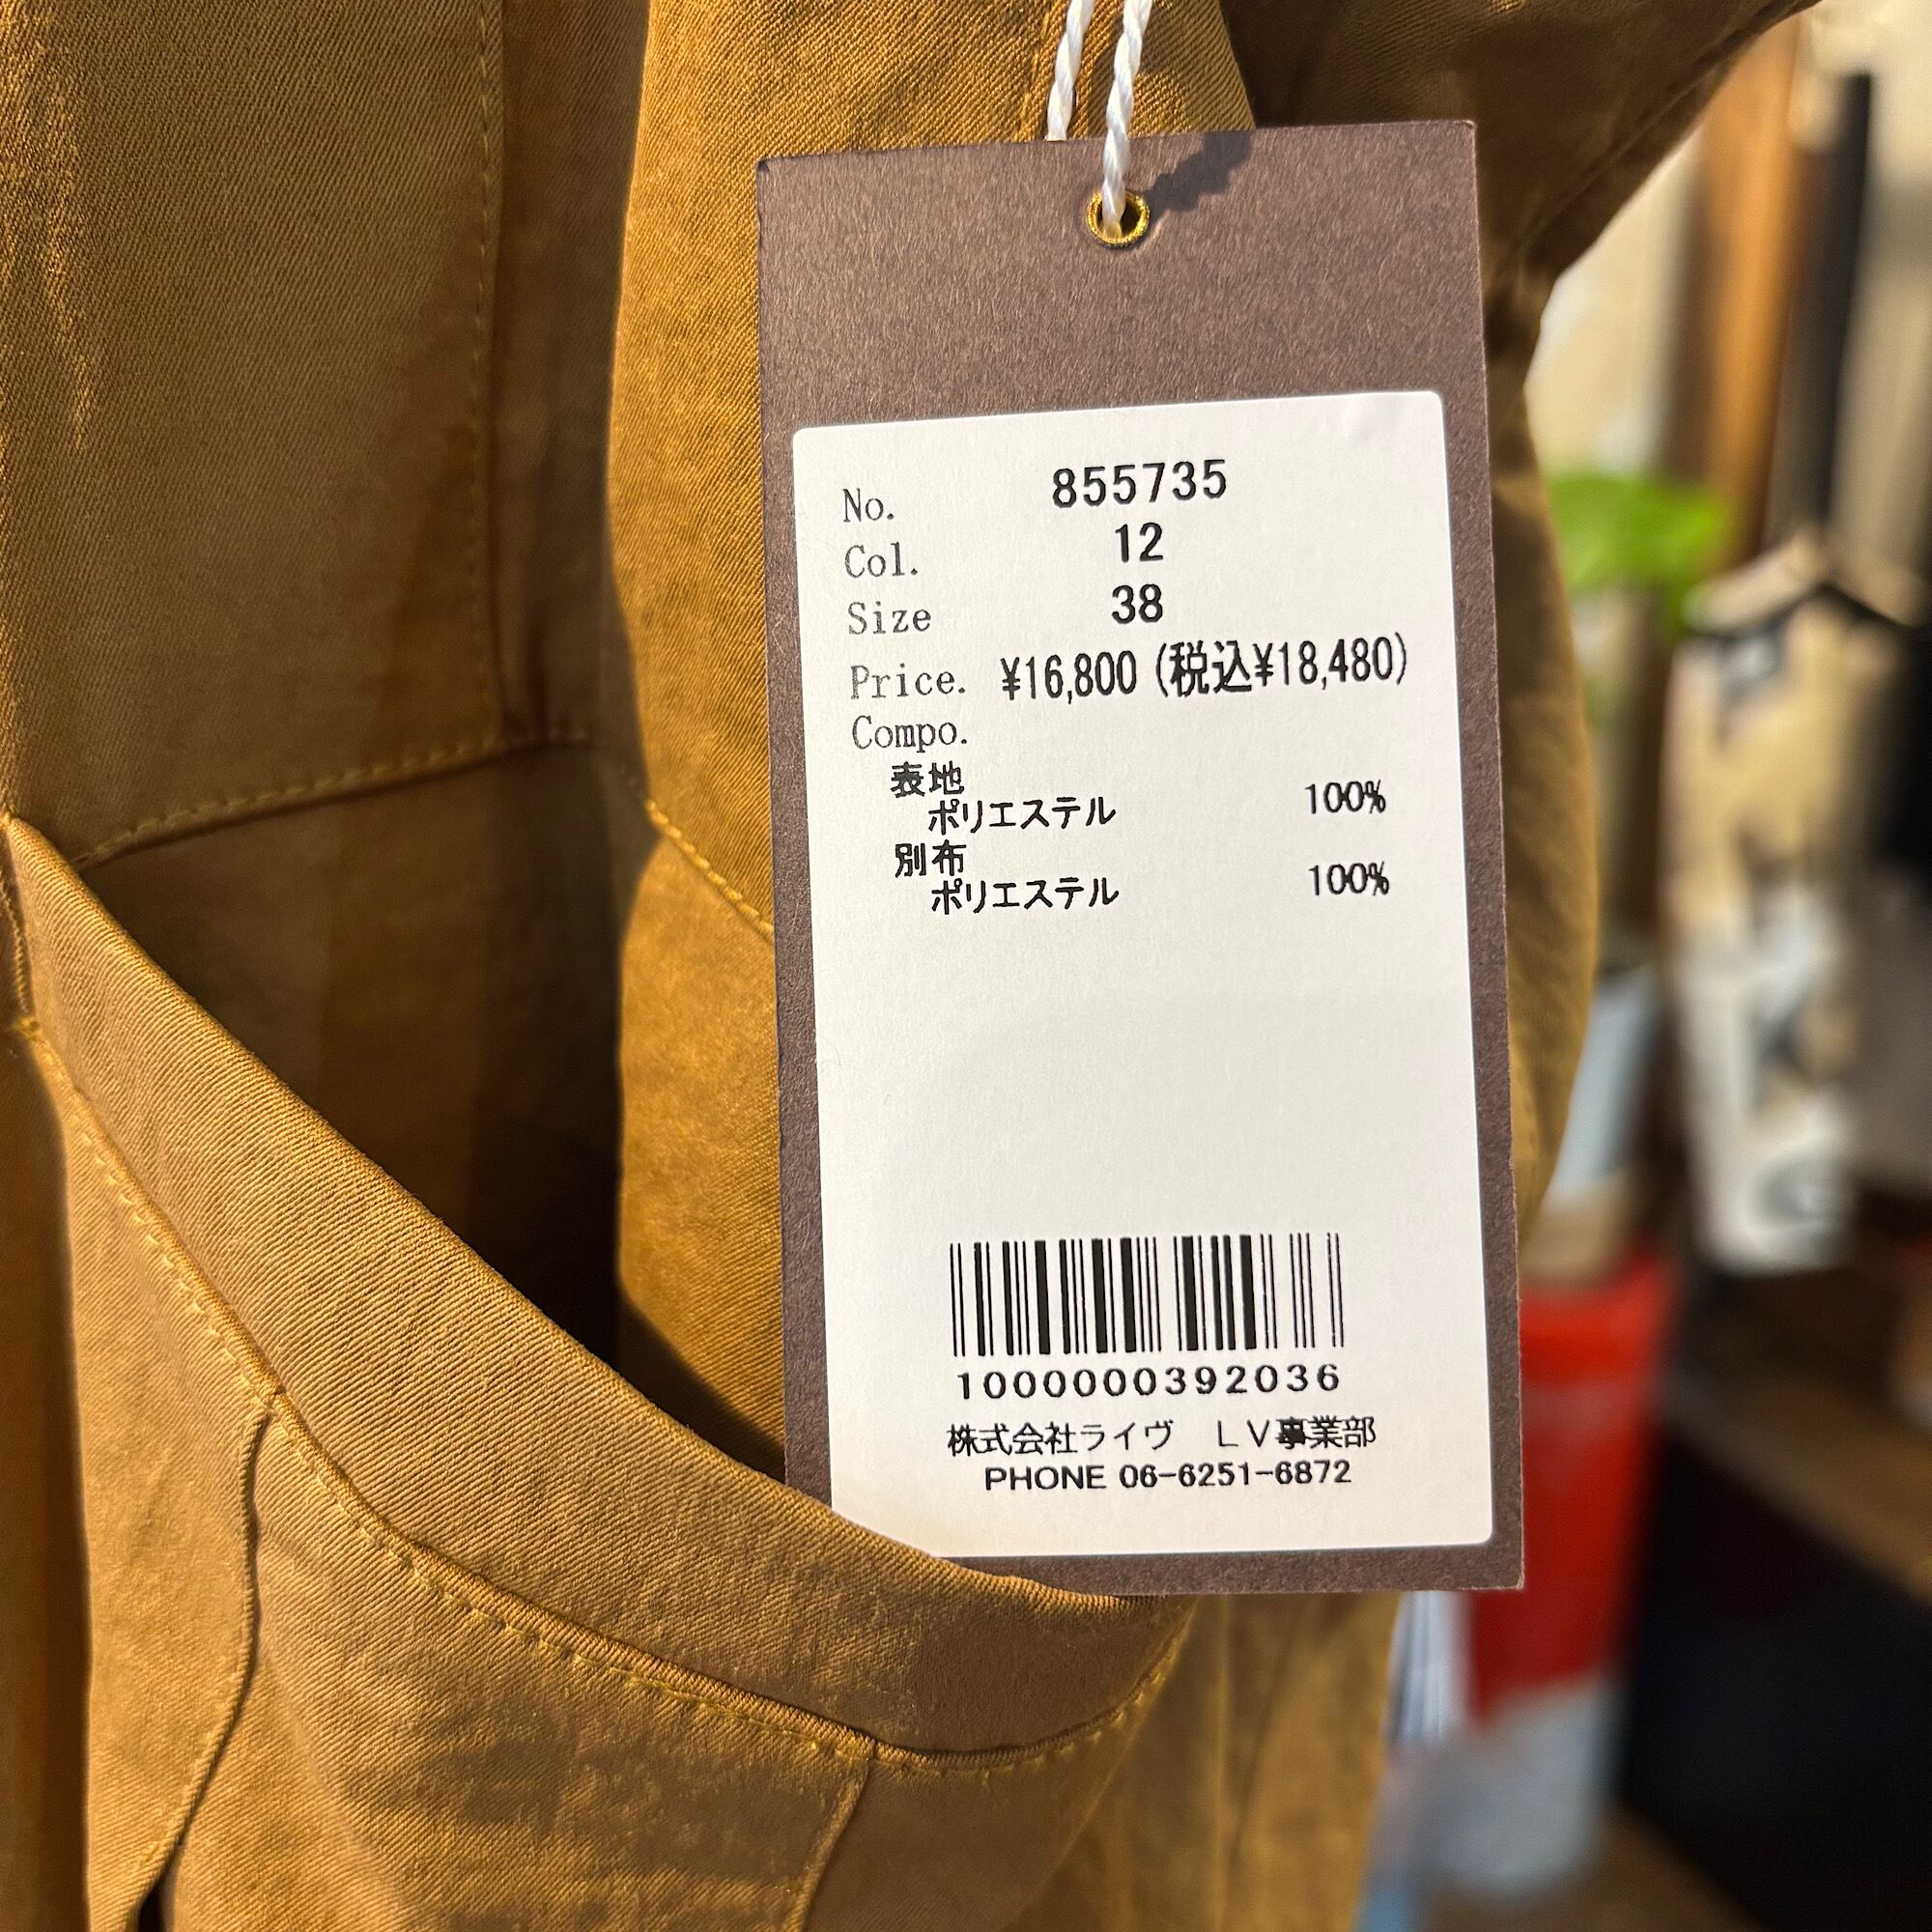 No. 855735
Col. 12
Size 38
Price. ¥16,800 (税込¥18,480)
Compo.
表地
ポリエステル 100%
別布
ポリエステル 100%
1000000392036
株式会社ライヴ ＬＶ事業部
PHONE 06-6251-6872